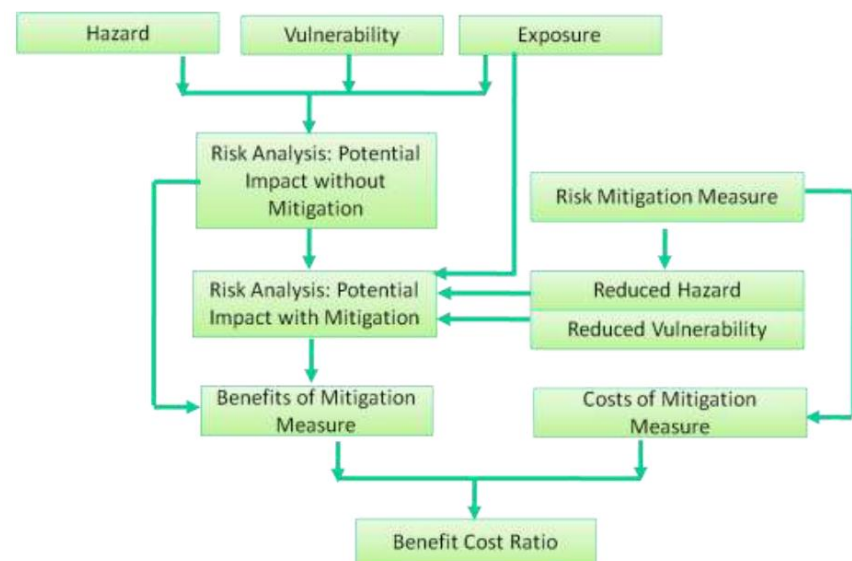 Hazard
Vulnerability
Exposure
Risk Analysis: Potential
Impact without
Mitigation
Risk Mitigation Measure
Risk Analysis: Potential
Impact with Mitigation
Reduced Hazard
Reduced Vulnerability
Benefits of Mitigation
Measure
Costs of Mitigation
Measure
Benefit Cost Ratio